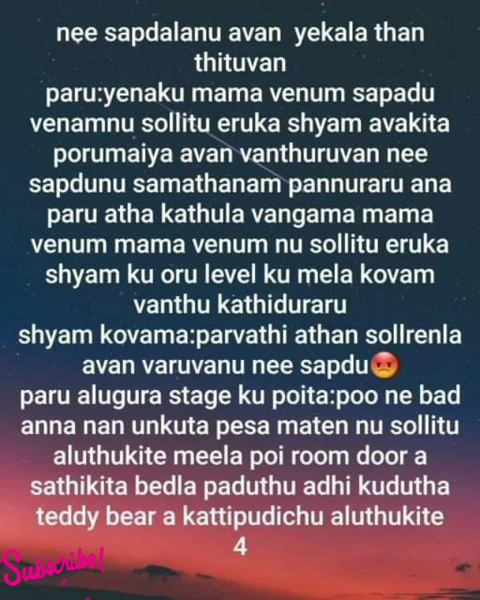 nee sapdalanu avan yekala than
thituvan
paru:yenaku mama venum sapadu
venamnu sollitu eruka shyam avakita
porumaiya avan vanthuruvan nee
sapdunu samathanam pannuraru ana
paru atha kathula vangama mama
venum mama venum nu sollitu eruka
shyam ku oru level ku mela kovam
vanthu kathiduraru
shyam kovama:parvathi athan sollrenla
avan varuvanu nee sapdu😡
paru alugura stage ku poita:poo ne bad
anna nan unkuta pesa maten nu sollitu
aluthukite meela poi room door a
sathikita bedla paduthu adhi kudutha
teddy bear a kattipudichu aluthukite
4
Subscribe!